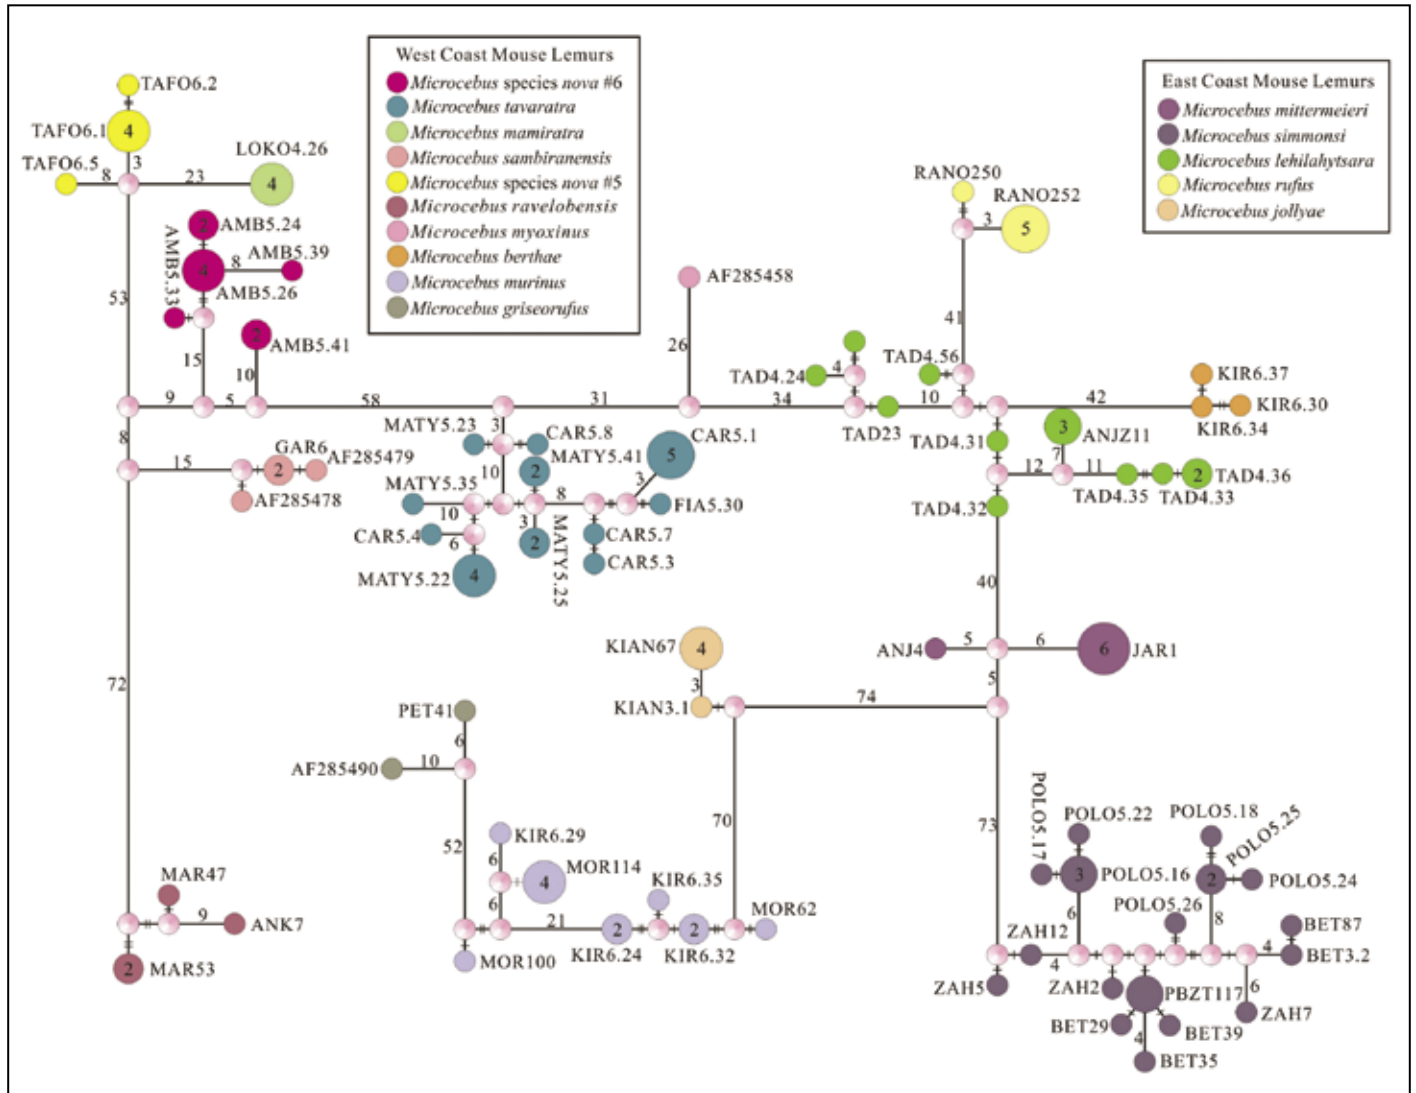 West Coast Mouse Lemurs
Microcebus species nova #6
Microcebus tavaratra
Microcebus mamiratra
Microcebus sambiranensis
Microcebus species nova #5
Microcebus ravelobensis
Microcebus myoxinus
Microcebus berthae
Microcebus murinus
Microcebus griseorufus
East Coast Mouse Lemurs
Microcebus mittermeieri
Microcebus simmonsi
Microcebus lehilahytsara
Microcebus rufus
Microcebus jollyae
TAFO6.2
TAFO6.1
4
3
TAFO6.5
8
23
LOKO4.26
4
53
2
AMB5.24
AMB5.33
4
8
AMB5.39
AMB5.26
15
2
AMB5.41
10
9
5
58
31
34
10
42
8
15
GAR6
2
AF285479
AF285478
AF285458
26
MATY5.23
3
CAR5.8
10
MATY5.41
2
CAR5.1
5
3
MATY5.35
10
8
FIA5.30
CAR5.4
6
3
2
MATY5.25
CAR5.7
CAR5.3
MATY5.22
4
RANO250
RANO252
3
5
41
TAD4.24
4
TAD4.56
TAD23
KIR6.37
KIR6.30
KIR6.34
TAD4.31
3
ANJZ11
7
12
11
2
TAD4.36
TAD4.35
TAD4.33
TAD4.32
40
ANJ4
5
6
6
JAR1
5
72
KIAN67
4
3
KIAN3.1
74
PET41
6
AF285490
10
52
70
73
KIR6.29
6
MOR114
4
6
21
2
KIR6.24
KIR6.35
2
KIR6.32
MOR62
MOR100
MAR47
9
ANK7
2
MAR53
POLO5.17
POLO5.22
3
POLO5.16
6
POLO5.18
POLO5.25
2
POLO5.24
POLO5.26
8
BET87
4
BET3.2
ZAH12
4
ZAH5
ZAH2
PBZT117
6
ZAH7
BET29
BET39
4
BET35